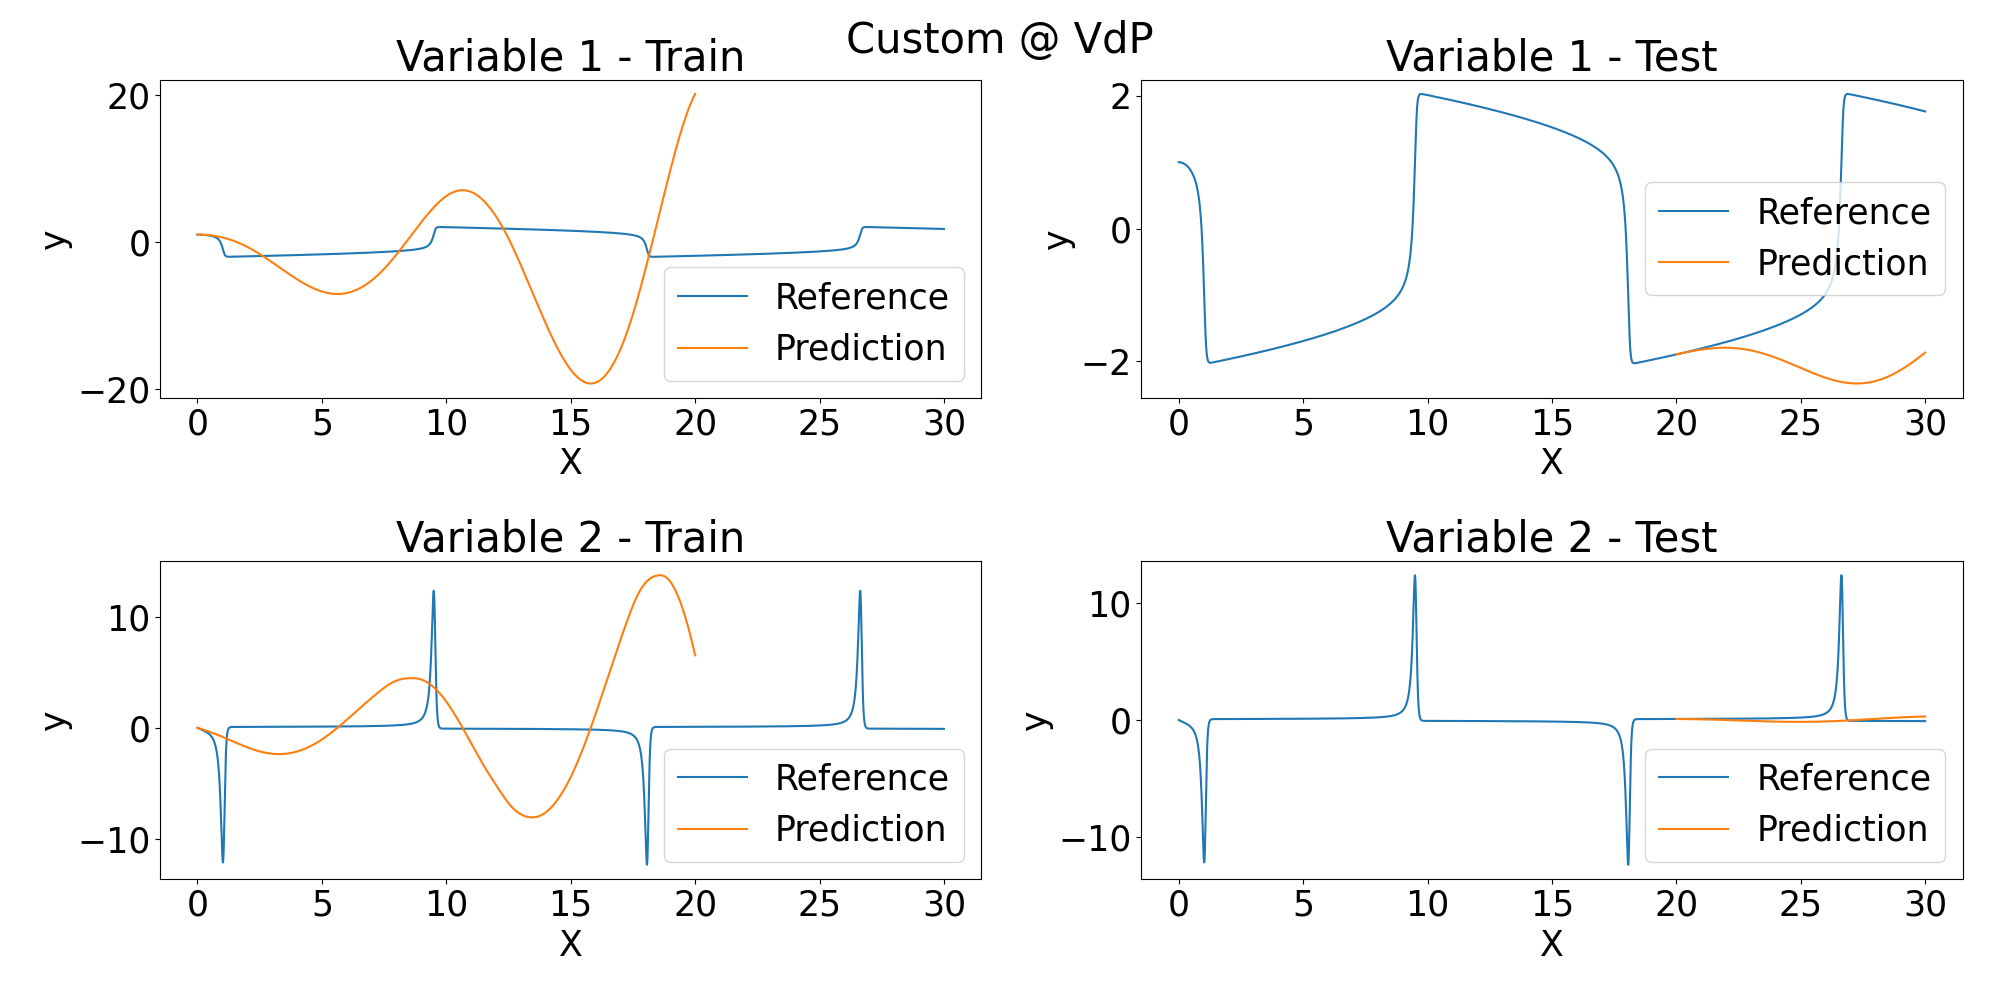 Custom @ VdP
Variable 1 - Train
20
0
−20
y
0 5 10 15 20 25 30
X
Reference
Prediction
Variable 1 - Test
2
0
−2
y
0 5 10 15 20 25 30
X
Reference
Prediction
Variable 2 - Train
10
0
−10
y
0 5 10 15 20 25 30
X
Reference
Prediction
Variable 2 - Test
10
0
−10
y
0 5 10 15 20 25 30
X
Reference
Prediction